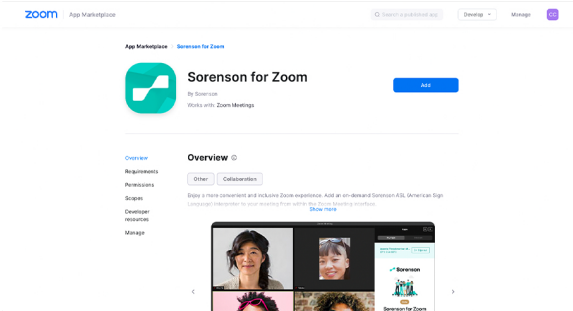 zoom App Marketplace Search a published app Develop Manage CC
App Marketplace Sorenson for Zoom
Sorenson for Zoom
By Sorenson
Works with: Zoom Meetings
Add
Overview
Requirements
Permissions
Scopes
Developer
resources
Manage
Overview
Other Collaboration
Enjoy a more convenient and inclusive Zoom experience. Add an on-demand Sorenson ASL (American Sign
Language) interpreter to your meeting from within the Zoom Meeting interface.
Show more
Sorenson
Sorenson for Zoom